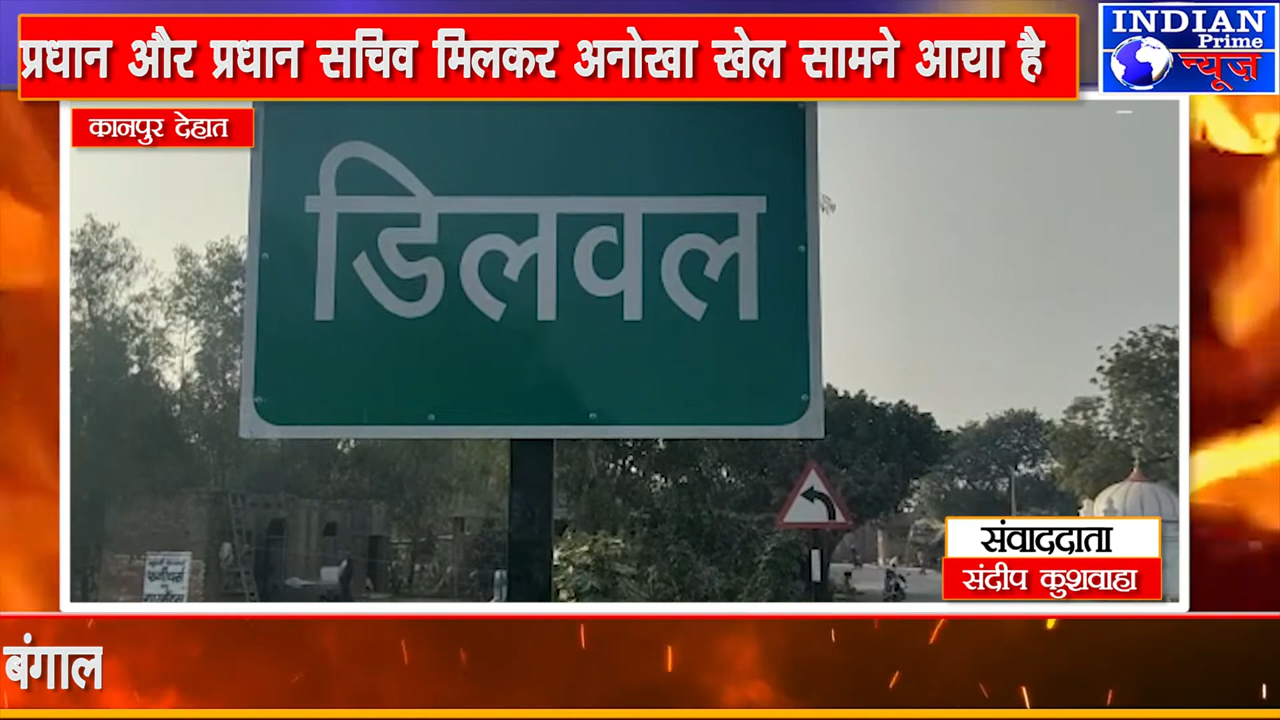 प्रधान और प्रधान सचिव मिलकर अनोखा खेल सामने आया है
INDIAN
Prime
न्यूज़
कानपुर देहात
डिलवल
संवाददाता
संदीप कुशवाहा
बंगाल